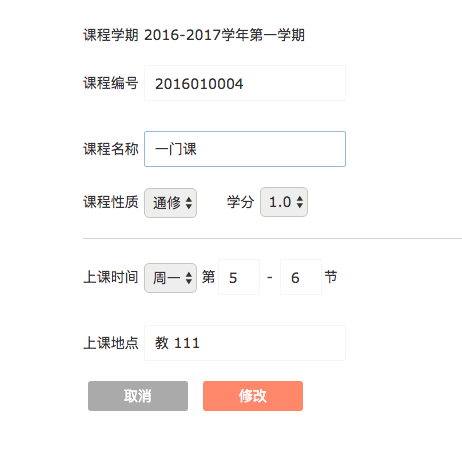 课程学期 2016-2017学年第一学期
课程编号 2016010004
课程名称 一门课
课程性质 通修 学分 1.0
上课时间 周一 第 5 - 6 节
上课地点 教 111
取消 修改